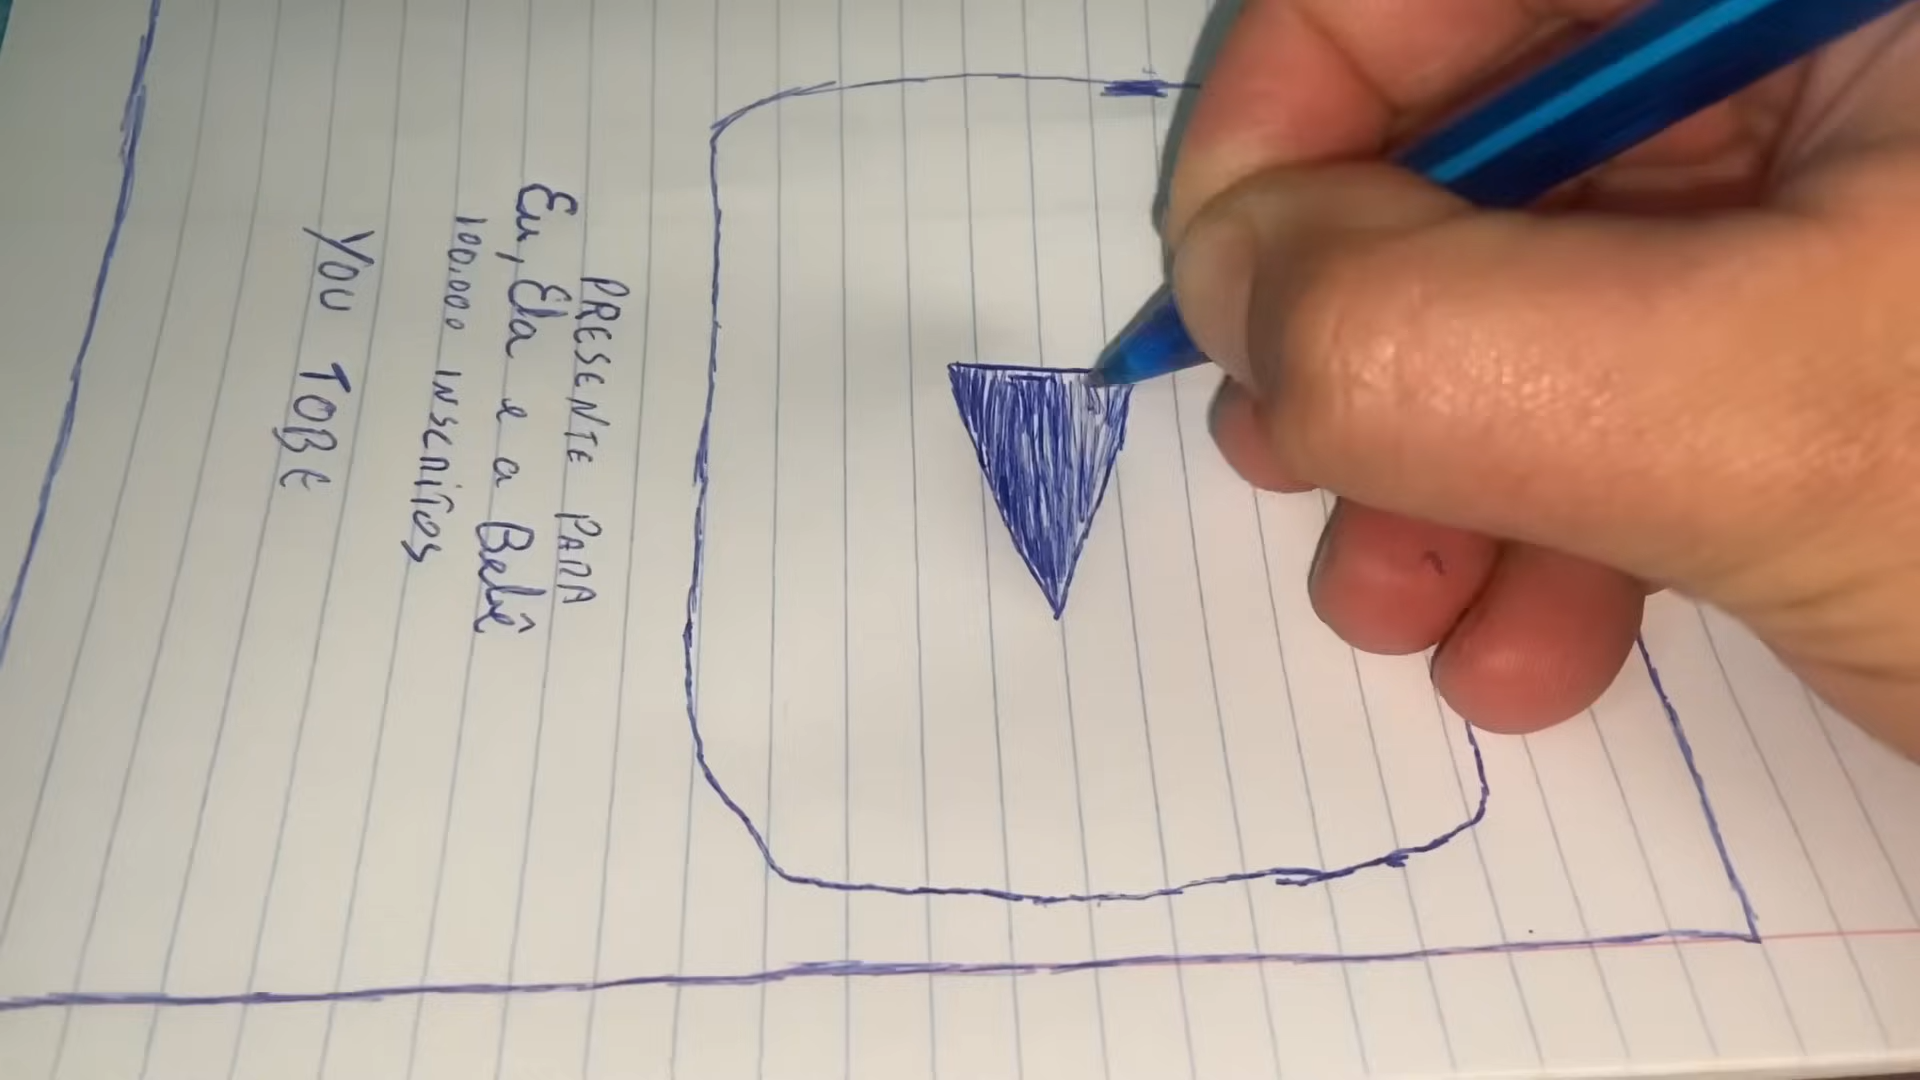 PRESENTE PARA
Eu, Ela e a Bebê
100.000 INSCRITOS
YOU TOBE